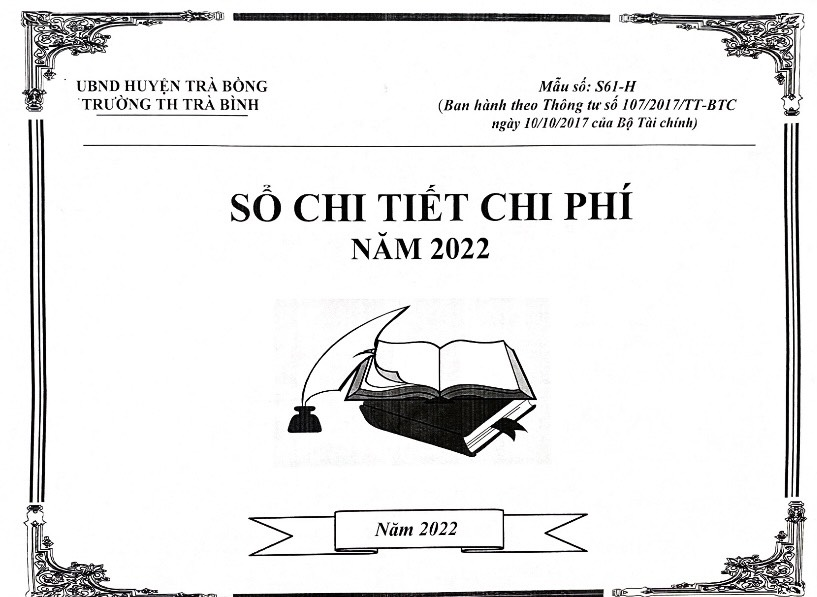 UBND HUYỆN TRÀ BỒNG
TRƯỜNG TH TRÀ BÌNH
Mẫu số: S61-H
(Ban hành theo Thông tư số 107/2017/TT-BTC
ngày 10/10/2017 của Bộ Tài chính)
SỔ CHI TIẾT CHI PHÍ
NĂM 2022
Năm 2022